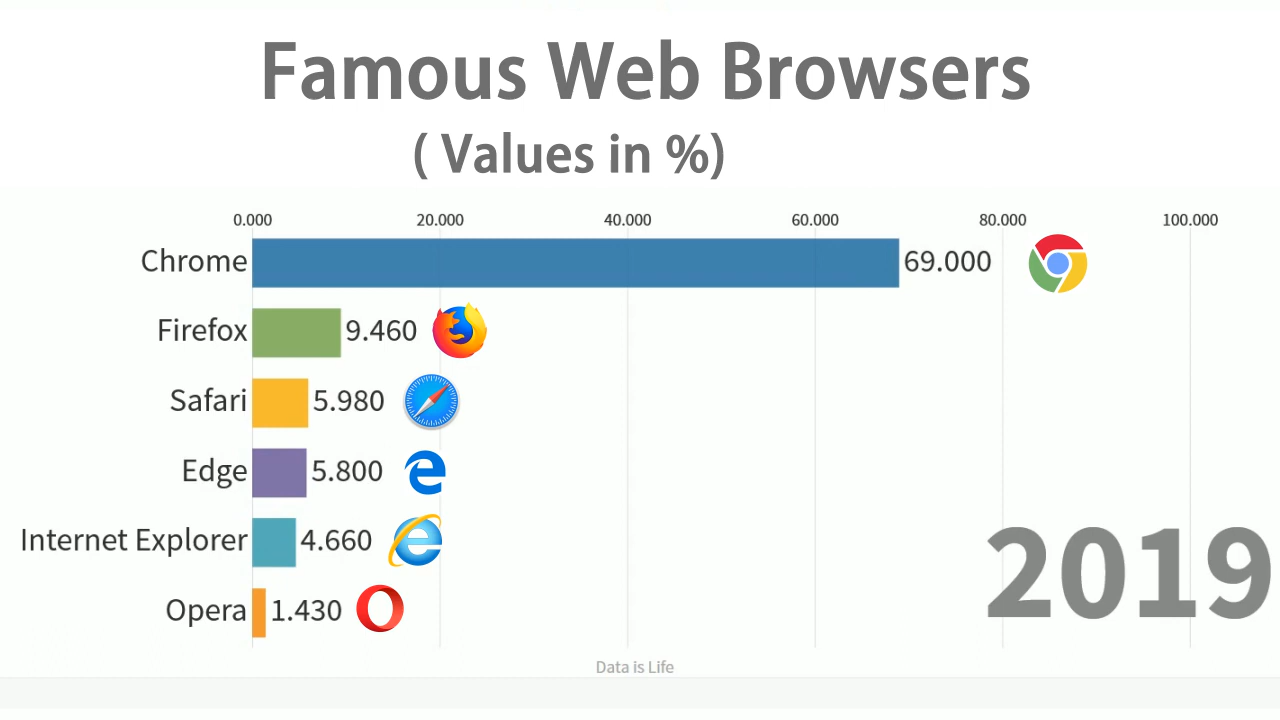 Famous Web Browsers
( Values in %)
0.000 20.000 40.000 60.000 80.000 100.000
Chrome 69.000
Firefox 9.460
Safari 5.980
Edge 5.800
Internet Explorer 4.660
Opera 1.430
2019
Data is Life